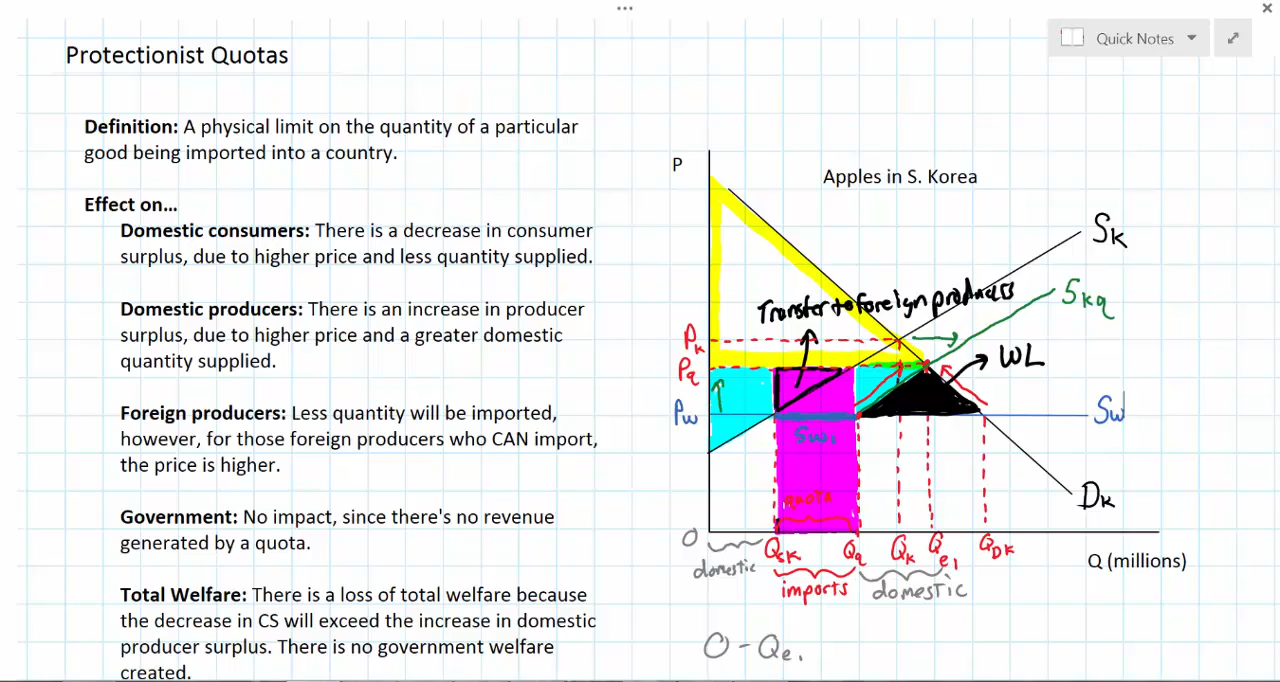 Quick Notes
Protectionist Quotas
Definition: A physical limit on the quantity of a particular
good being imported into a country.
Effect on...
Domestic consumers: There is a decrease in consumer
surplus, due to higher price and less quantity supplied.
Domestic producers: There is an increase in producer
surplus, due to higher price and a greater domestic
quantity supplied.
Foreign producers: Less quantity will be imported,
however, for those foreign producers who CAN import,
the price is higher.
Government: No impact, since there's no revenue
generated by a quota.
Total Welfare: There is a loss of total welfare because
the decrease in CS will exceed the increase in domestic
producer surplus. There is no government welfare
created.
P
Apples in S. Korea
SK
Skq
Transfer to foreign producers
PK
WL
Pq
Pw
Sw
Sw1
quota
DK
O
QSK
Qq
QK
Qe1
QDK
Q (millions)
domestic
imports
domestic
O - Qe1